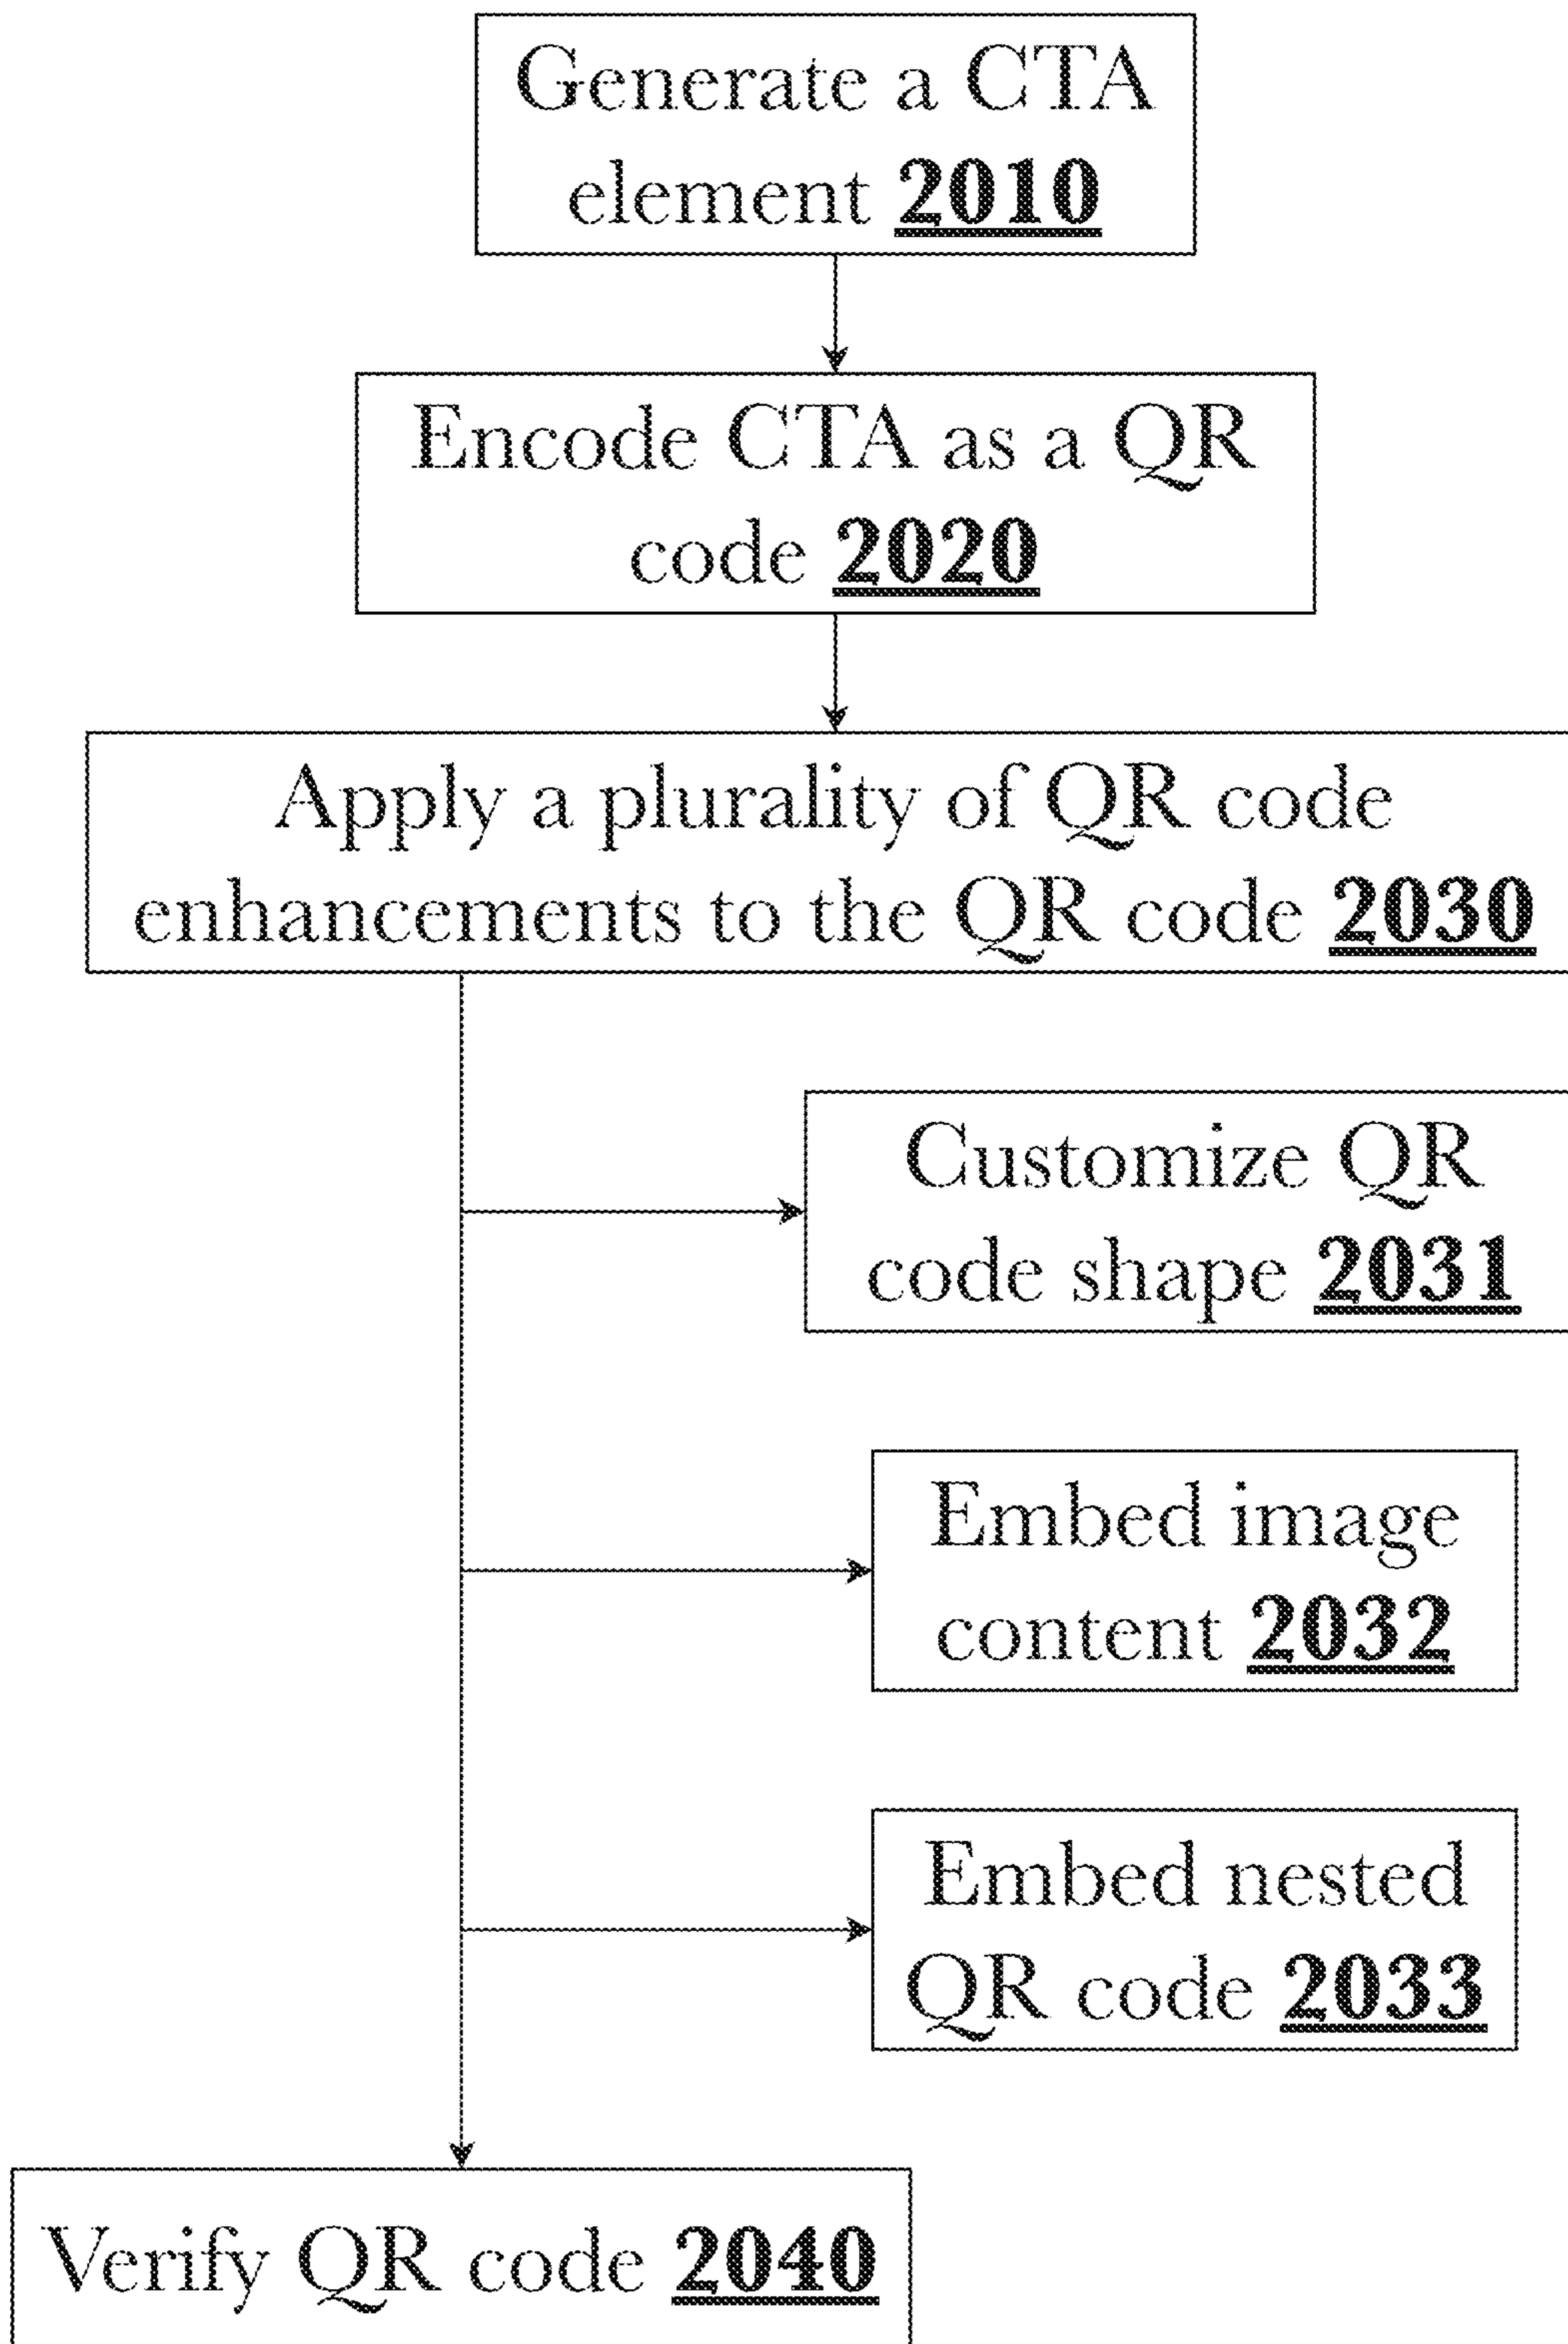 Generate a CTA
element 2010
Encode CTA as a QR
code 2020
Apply a plurality of QR code
enhancements to the QR code 2030
Customize QR
code shape 2031
Embed image
content 2032
Embed nested
QR code 2033
Verify QR code 2040